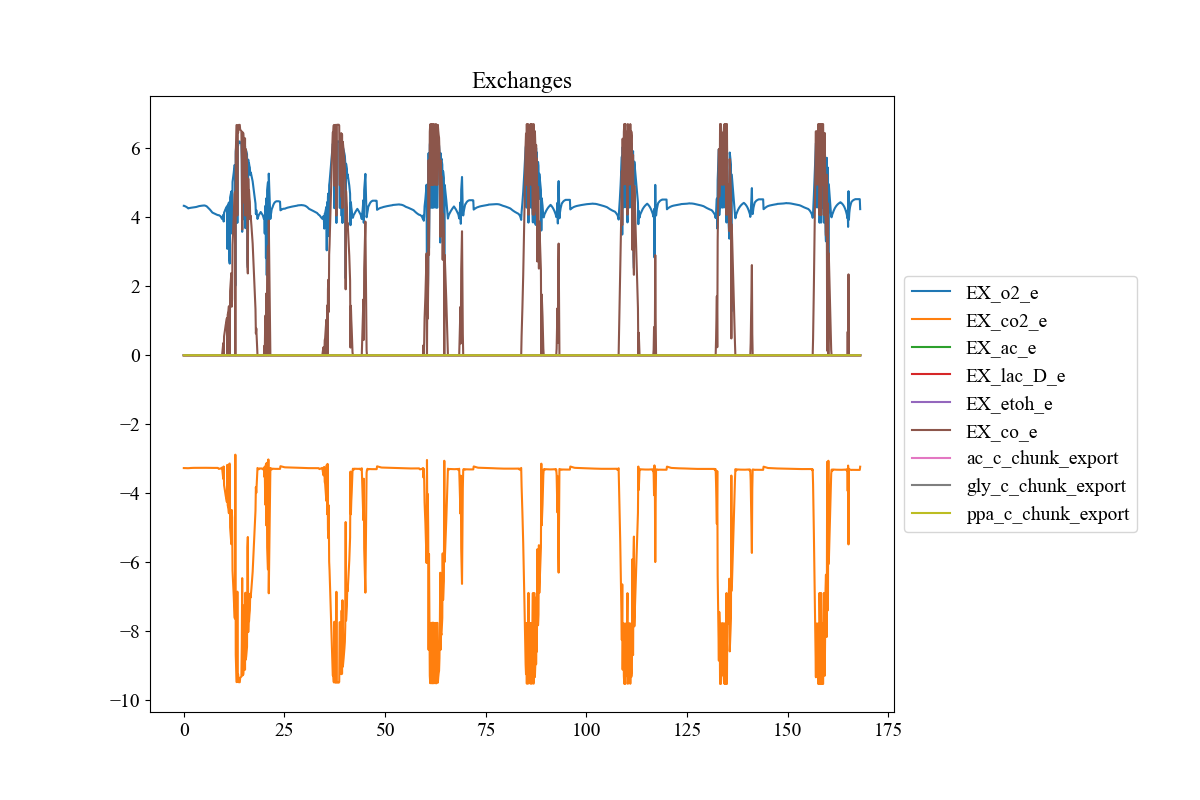 Exchanges
6
4
2
0
−2
−4
−6
−8
−10
0 25 50 75 100 125 150 175
EX_o2_e
EX_co2_e
EX_ac_e
EX_lac_D_e
EX_etoh_e
EX_co_e
ac_c_chunk_export
gly_c_chunk_export
ppa_c_chunk_export